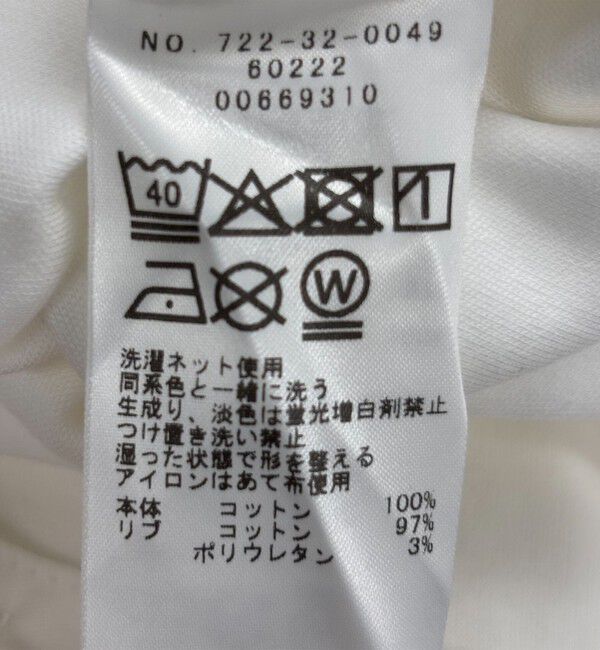 NO. 722-32-0049
60222
00669310
40
W
洗濯ネット使用
同系色と一緒に洗う
生成り、淡色は蛍光増白剤禁止
つけ置き洗い禁止
湿った状態で形を整える
アイロンはあて布使用
本体 コットン 100%
リブ コットン 97%
ポリウレタン 3%